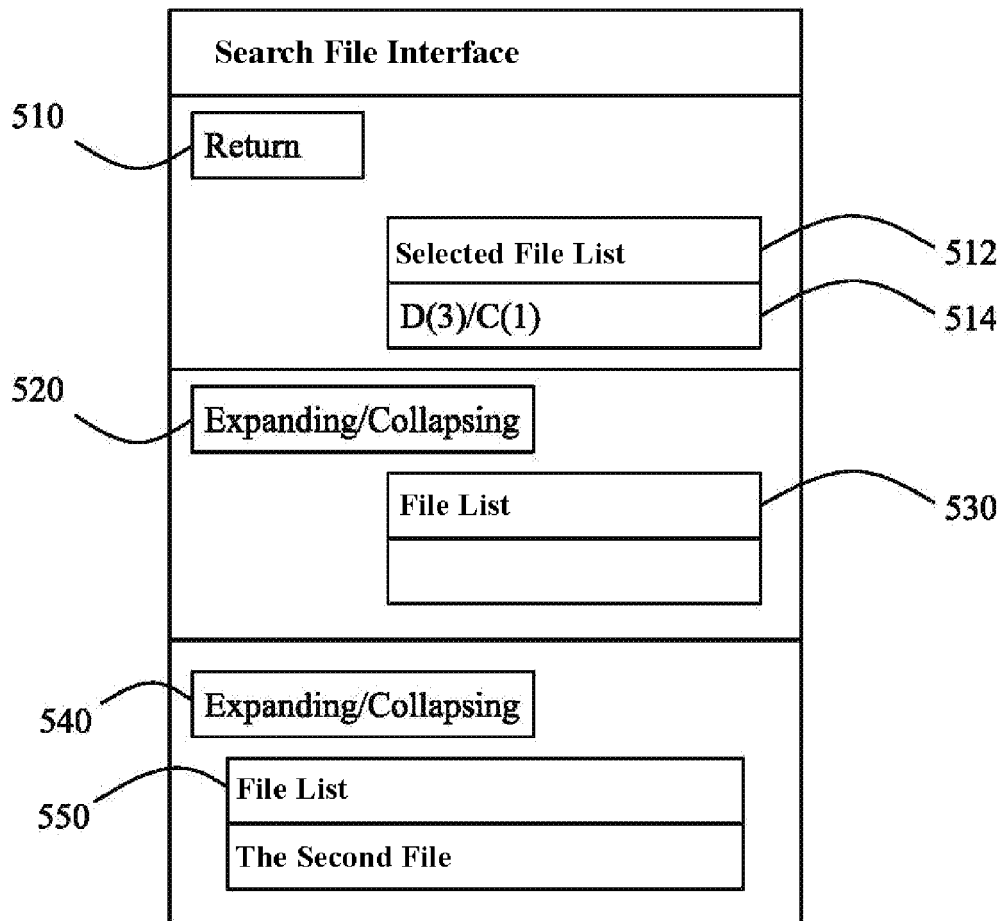 Search File Interface
510
Return
Selected File List
512
D(3)/C(1)
514
520
Expanding/Collapsing
File List
530
540
Expanding/Collapsing
550
File List
The Second File